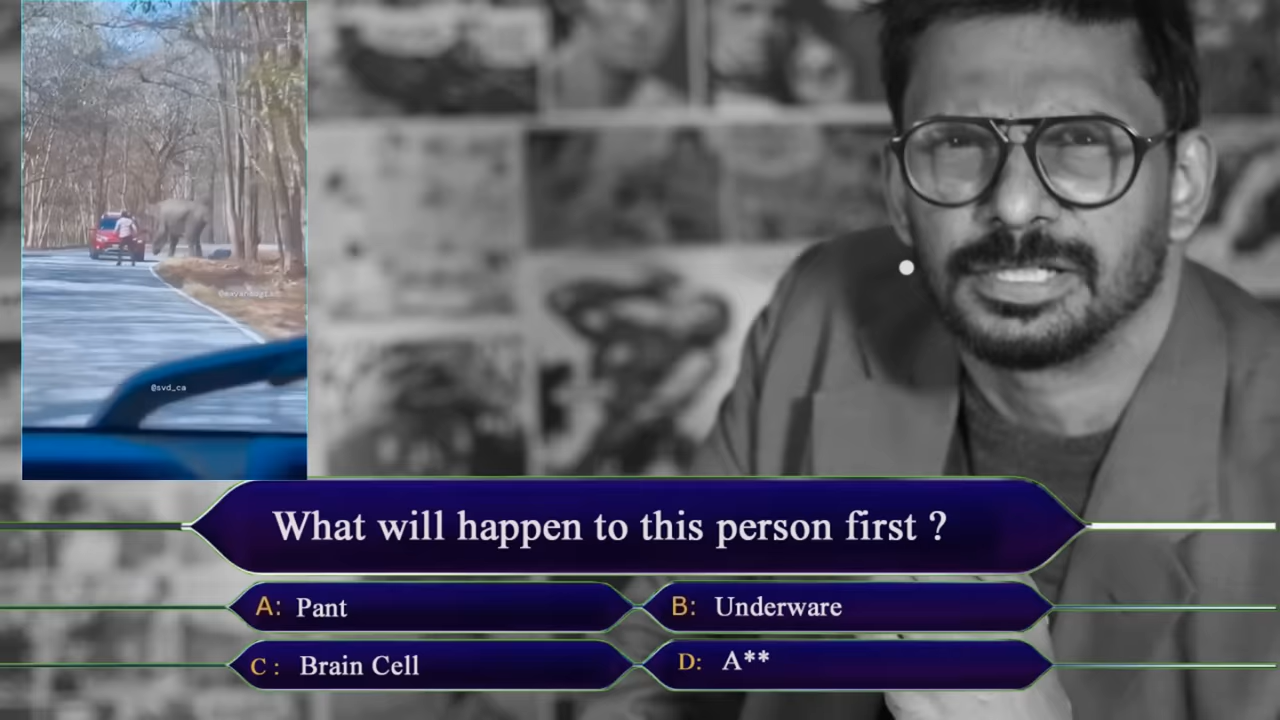 @svd_ca
What will happen to this person first ?
A: Pant
B: Underware
C : Brain Cell
D: A**